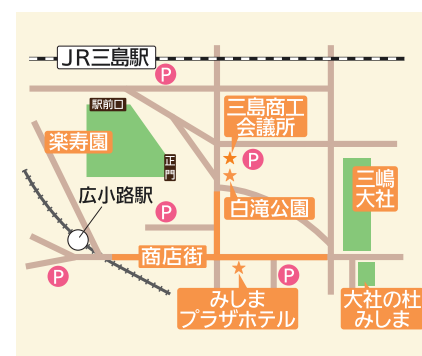 JR三島駅
P
駅前口
三島商工
会議所
楽寿園
P
正門
三嶋
大社
広小路駅
白滝公園
P
商店街
P
P
みしま
プラザホテル
大社の杜
みしま